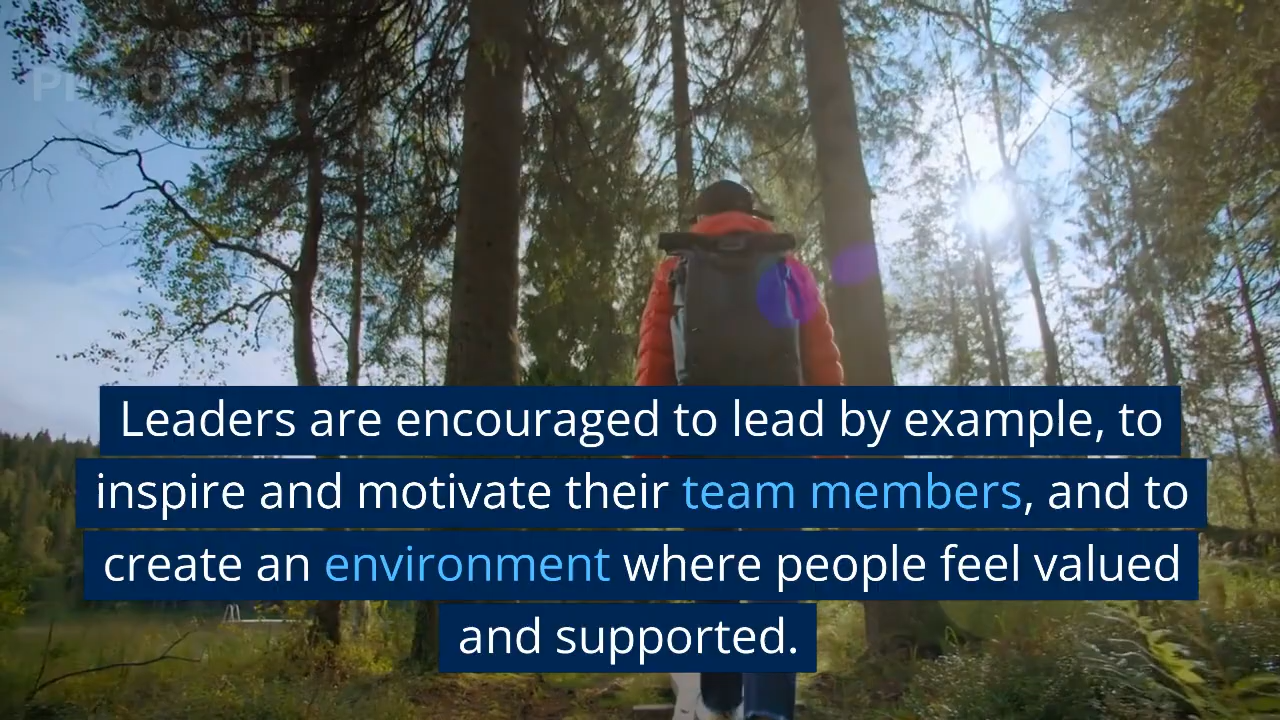 Leaders are encouraged to lead by example, to
inspire and motivate their team members, and to
create an environment where people feel valued
and supported.